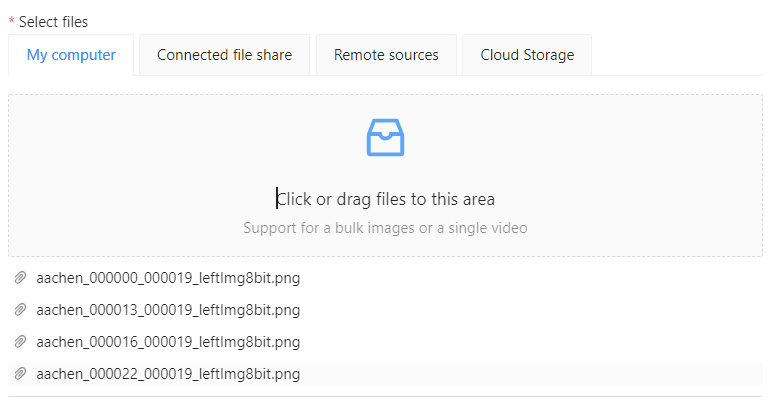 * Select files
My computer Connected file share Remote sources Cloud Storage
Click or drag files to this area
Support for a bulk images or a single video
aachen_000000_000019_leftImg8bit.png
aachen_000013_000019_leftImg8bit.png
aachen_000016_000019_leftImg8bit.png
aachen_000022_000019_leftImg8bit.png